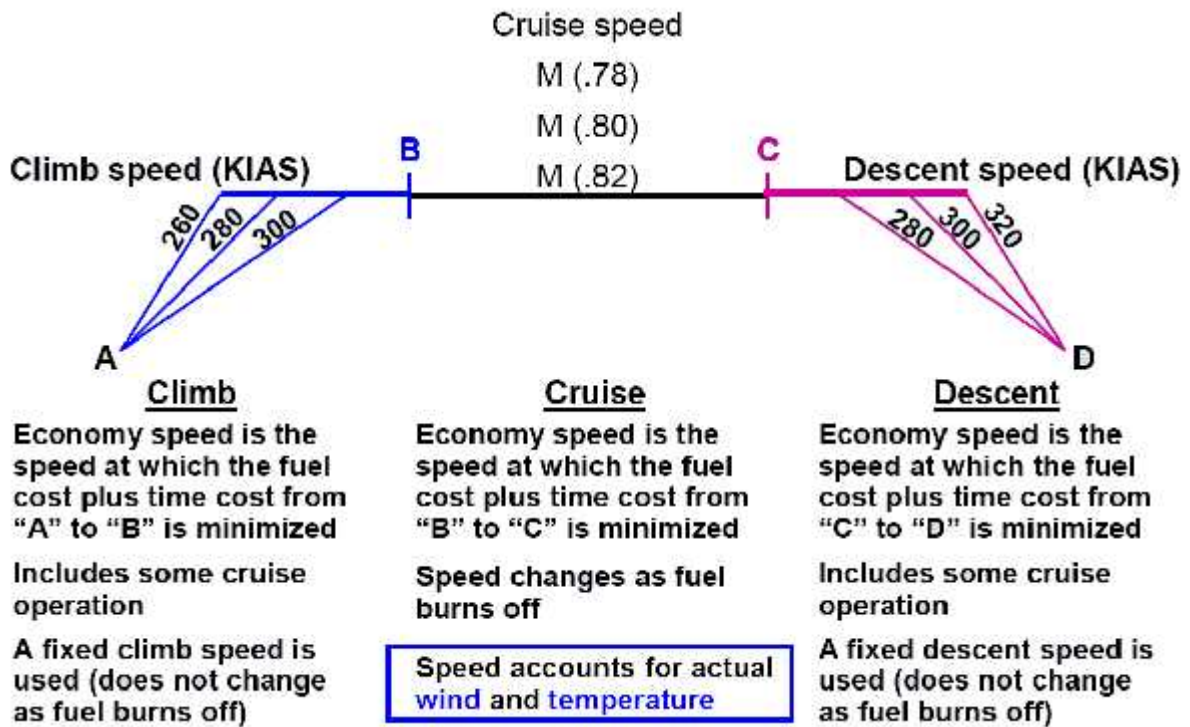 Cruise speed
M (.78)
M (.80)
M (.82)
B
C
Climb speed (KIAS)
Descent speed (KIAS)
260
280
300
280
300
320
A
D
Climb
Economy speed is the
speed at which the fuel
cost plus time cost from
“A” to “B” is minimized
Includes some cruise
operation
A fixed climb speed is
used (does not change
as fuel burns off)
Cruise
Economy speed is the
speed at which the fuel
cost plus time cost from
“B” to “C” is minimized
Speed changes as fuel
burns off
Speed accounts for actual
wind and temperature
Descent
Economy speed is the
speed at which the fuel
cost plus time cost from
“C” to “D” is minimized
Includes some cruise
operation
A fixed descent speed is
used (does not change
as fuel burns off)